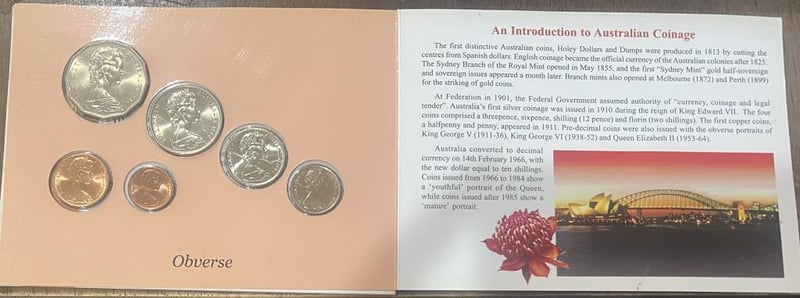 Obverse
An Introduction to Australian Coinage
The first distinctive Australian coins, Holey Dollars and Dumps were produced in 1813 by cutting the
centres from Spanish dollars. English coinage became the official currency of the Australian colonies after 1825.
The Sydney Branch of the Royal Mint opened in May 1855, and the first "Sydney Mint" gold half-sovereign
and sovereign issues appeared a month later. Branch mints also opened at Melbourne (1872) and Perth (1899)
for the striking of gold coins.
At Federation in 1901, the Federal Government assumed authority of "currency, coinage and legal
tender". Australia's first silver coinage was issued in 1910 during the reign of King Edward VII. The four
coins comprised a threepence, sixpence, shilling (12 pence) and florin (two shillings). The first copper coins,
a halfpenny and penny, appeared in 1911. Pre-decimal coins were also issued with the obverse portraits of
King George V (1911-36), King George VI (1938-52) and Queen Elizabeth II (1953-64).
Australia converted to decimal
currency on 14th February 1966, with
the new dollar equal to ten shillings.
Coins issued from 1966 to 1984 show
a 'youthful' portrait of the Queen,
while coins issued after 1985 show a
'mature' portrait.